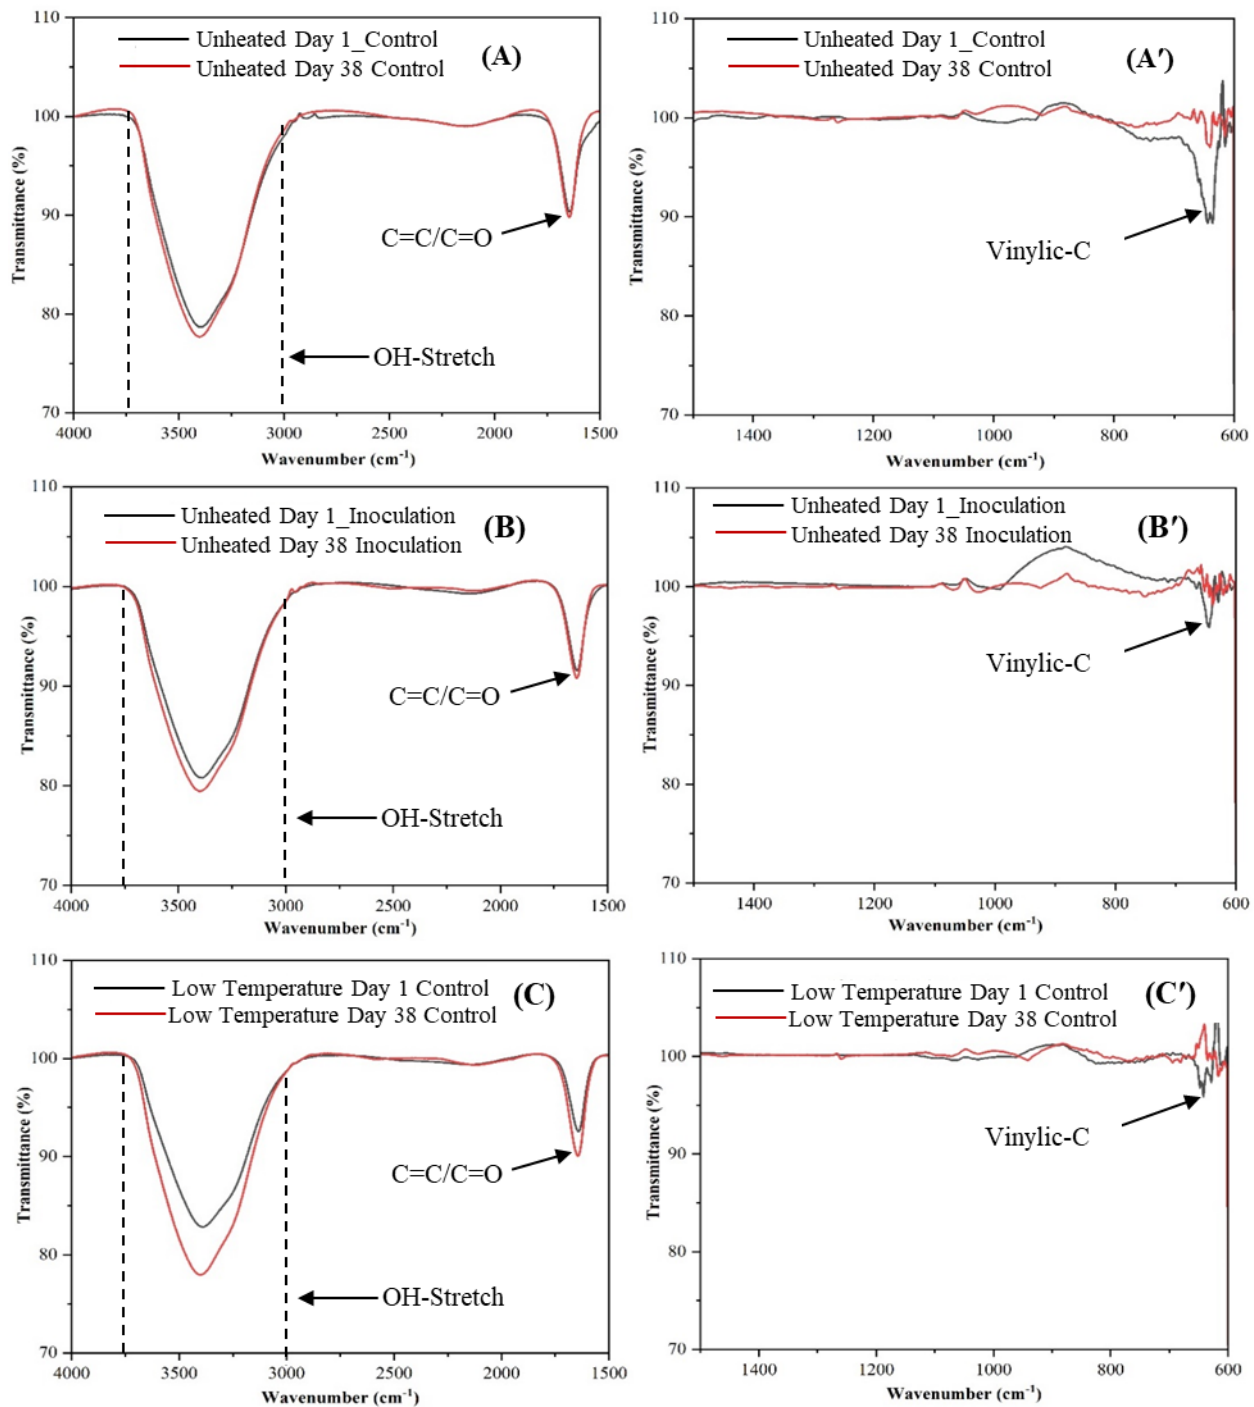 110
100
90
80
70
Transmittance (%)
Unheated Day 1_Control
Unheated Day 38 Control
(A)
C=C/C=O
OH-Stretch
4000
3500
3000
2500
2000
1500
Wavenumber (cm⁻¹)
110
100
90
80
70
Transmittance (%)
Unheated Day 1_Control
Unheated Day 38 Control
(A′)
Vinylic-C
1400
1200
1000
800
600
Wavenumber (cm⁻¹)
110
100
90
80
70
Transmittance (%)
Unheated Day 1_Inoculation
Unheated Day 38 Inoculation
(B)
C=C/C=O
OH-Stretch
4000
3500
3000
2500
2000
1500
Wavenumber (cm⁻¹)
110
100
90
80
70
Transmittance (%)
Unheated Day 1_Inoculation
Unheated Day 38 Inoculation
(B′)
Vinylic-C
1400
1200
1000
800
600
Wavenumber (cm⁻¹)
110
100
90
80
70
Transmittance (%)
Low Temperature Day 1 Control
Low Temperature Day 38 Control
(C)
C=C/C=O
OH-Stretch
4000
3500
3000
2500
2000
1500
Wavenumber (cm⁻¹)
110
100
90
80
70
Transmittance (%)
Low Temperature Day 1 Control
Low Temperature Day 38 Control
(C′)
Vinylic-C
1400
1200
1000
800
600
Wavenumber (cm⁻¹)